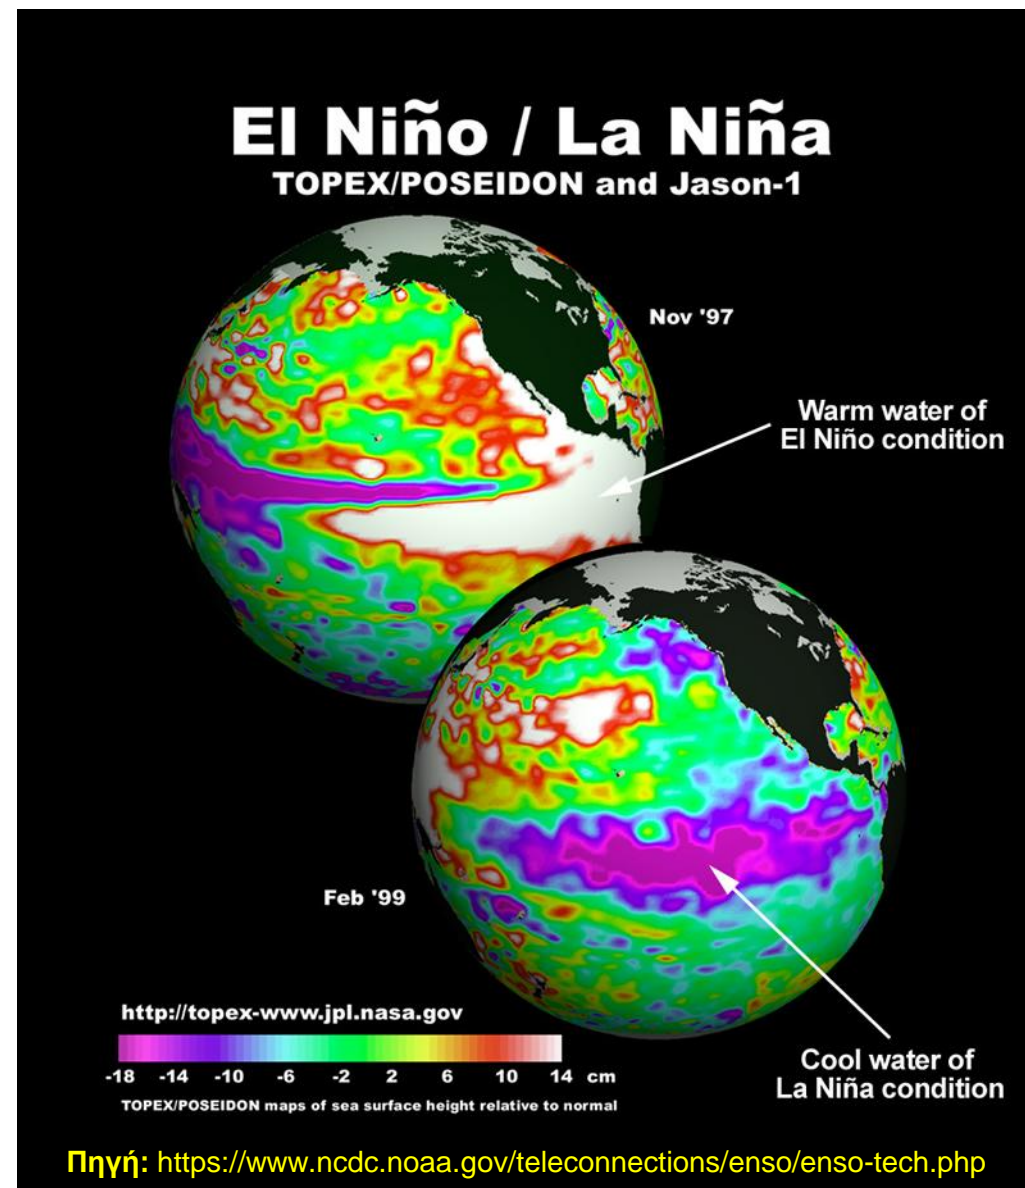 El Niño / La Niña
TOPEX/POSEIDON and Jason-1
Nov '97
Warm water of
El Niño condition
Feb '99
http://topex-www.jpl.nasa.gov
-18 -14 -10 -6 -2 2 6 10 14 cm
TOPEX/POSEIDON maps of sea surface height relative to normal
Cool water of
La Niña condition
Πηγή: https://www.ncdc.noaa.gov/teleconnections/enso/enso-tech.php